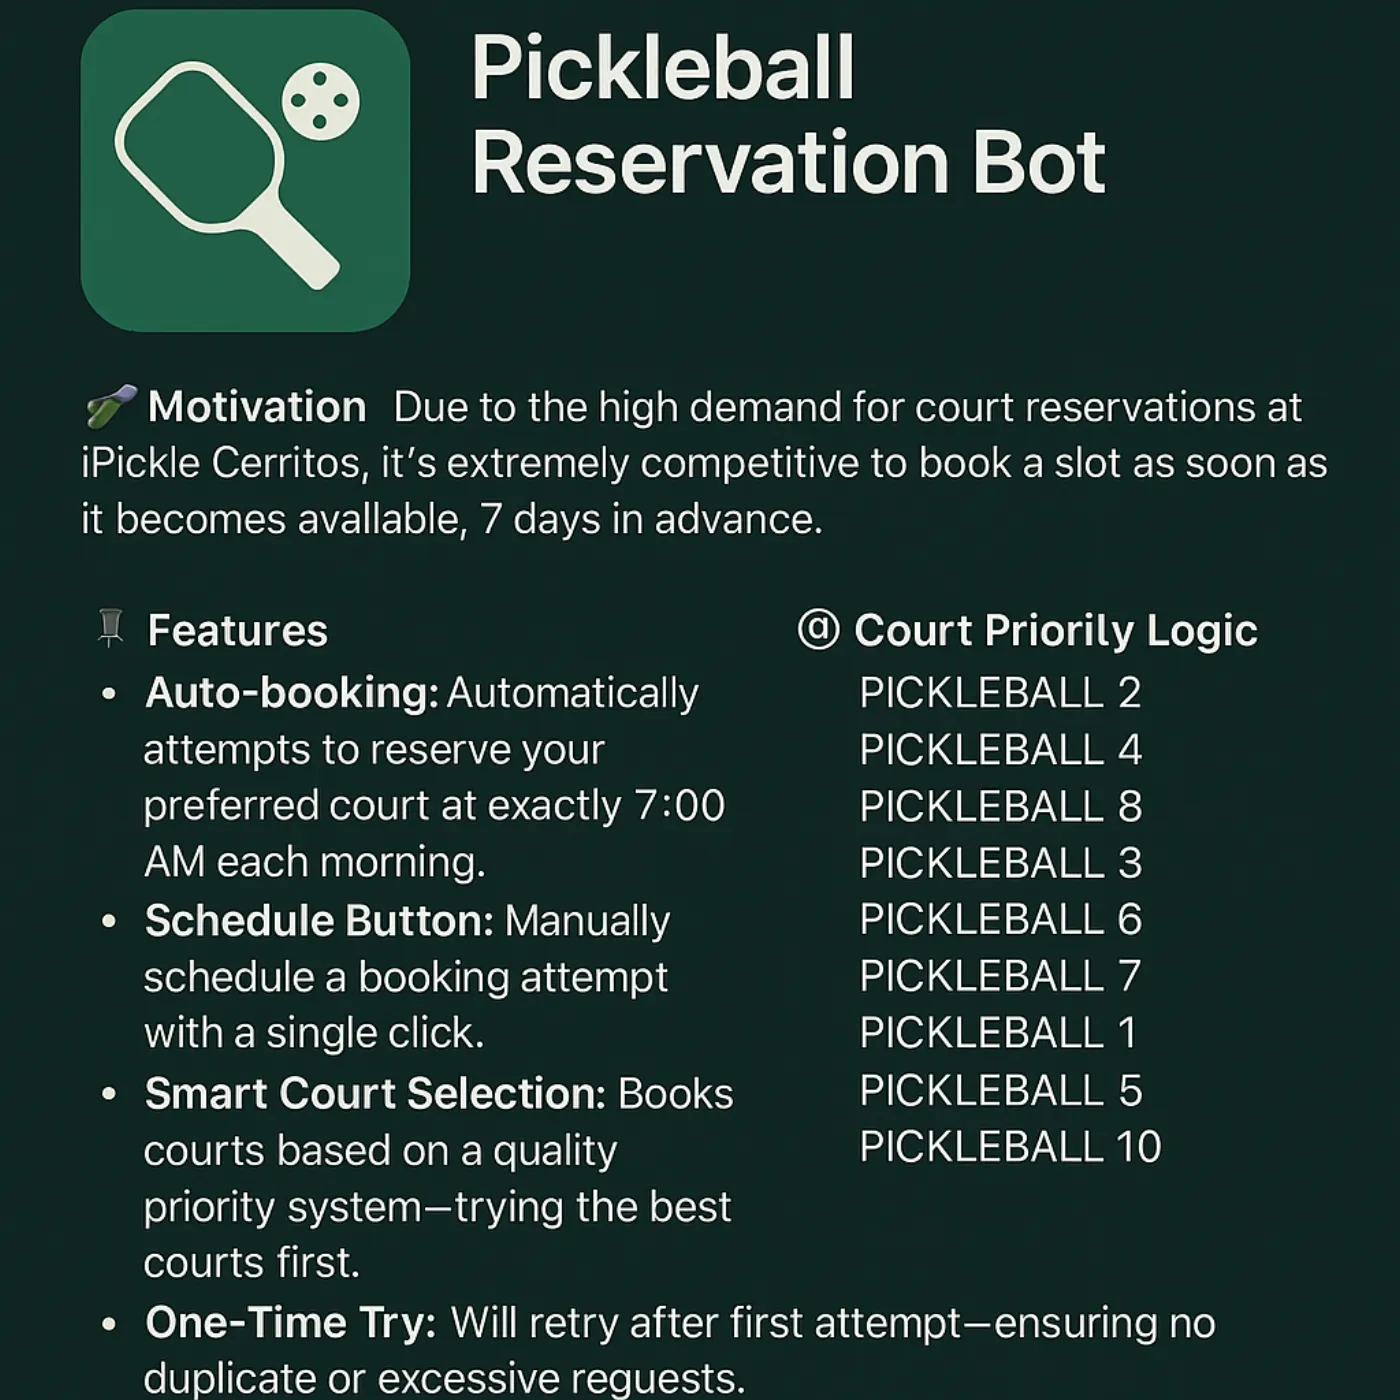 Pickleball
Reservation Bot
Motivation Due to the high demand for court reservations at
iPickle Cerritos, it's extremely competitive to book a slot as soon as
it becomes avallable, 7 days in advance.
Features
• Auto-booking: Automatically
attempts to reserve your
preferred court at exactly 7:00
AM each morning.
• Schedule Button: Manually
schedule a booking attempt
with a single click.
• Smart Court Selection: Books
courts based on a quality
priority system—trying the best
courts first.
@ Court Priorily Logic
PICKLEBALL 2
PICKLEBALL 4
PICKLEBALL 8
PICKLEBALL 3
PICKLEBALL 6
PICKLEBALL 7
PICKLEBALL 1
PICKLEBALL 5
PICKLEBALL 10
• One-Time Try: Will retry after first attempt—ensuring no
duplicate or excessive reguests.